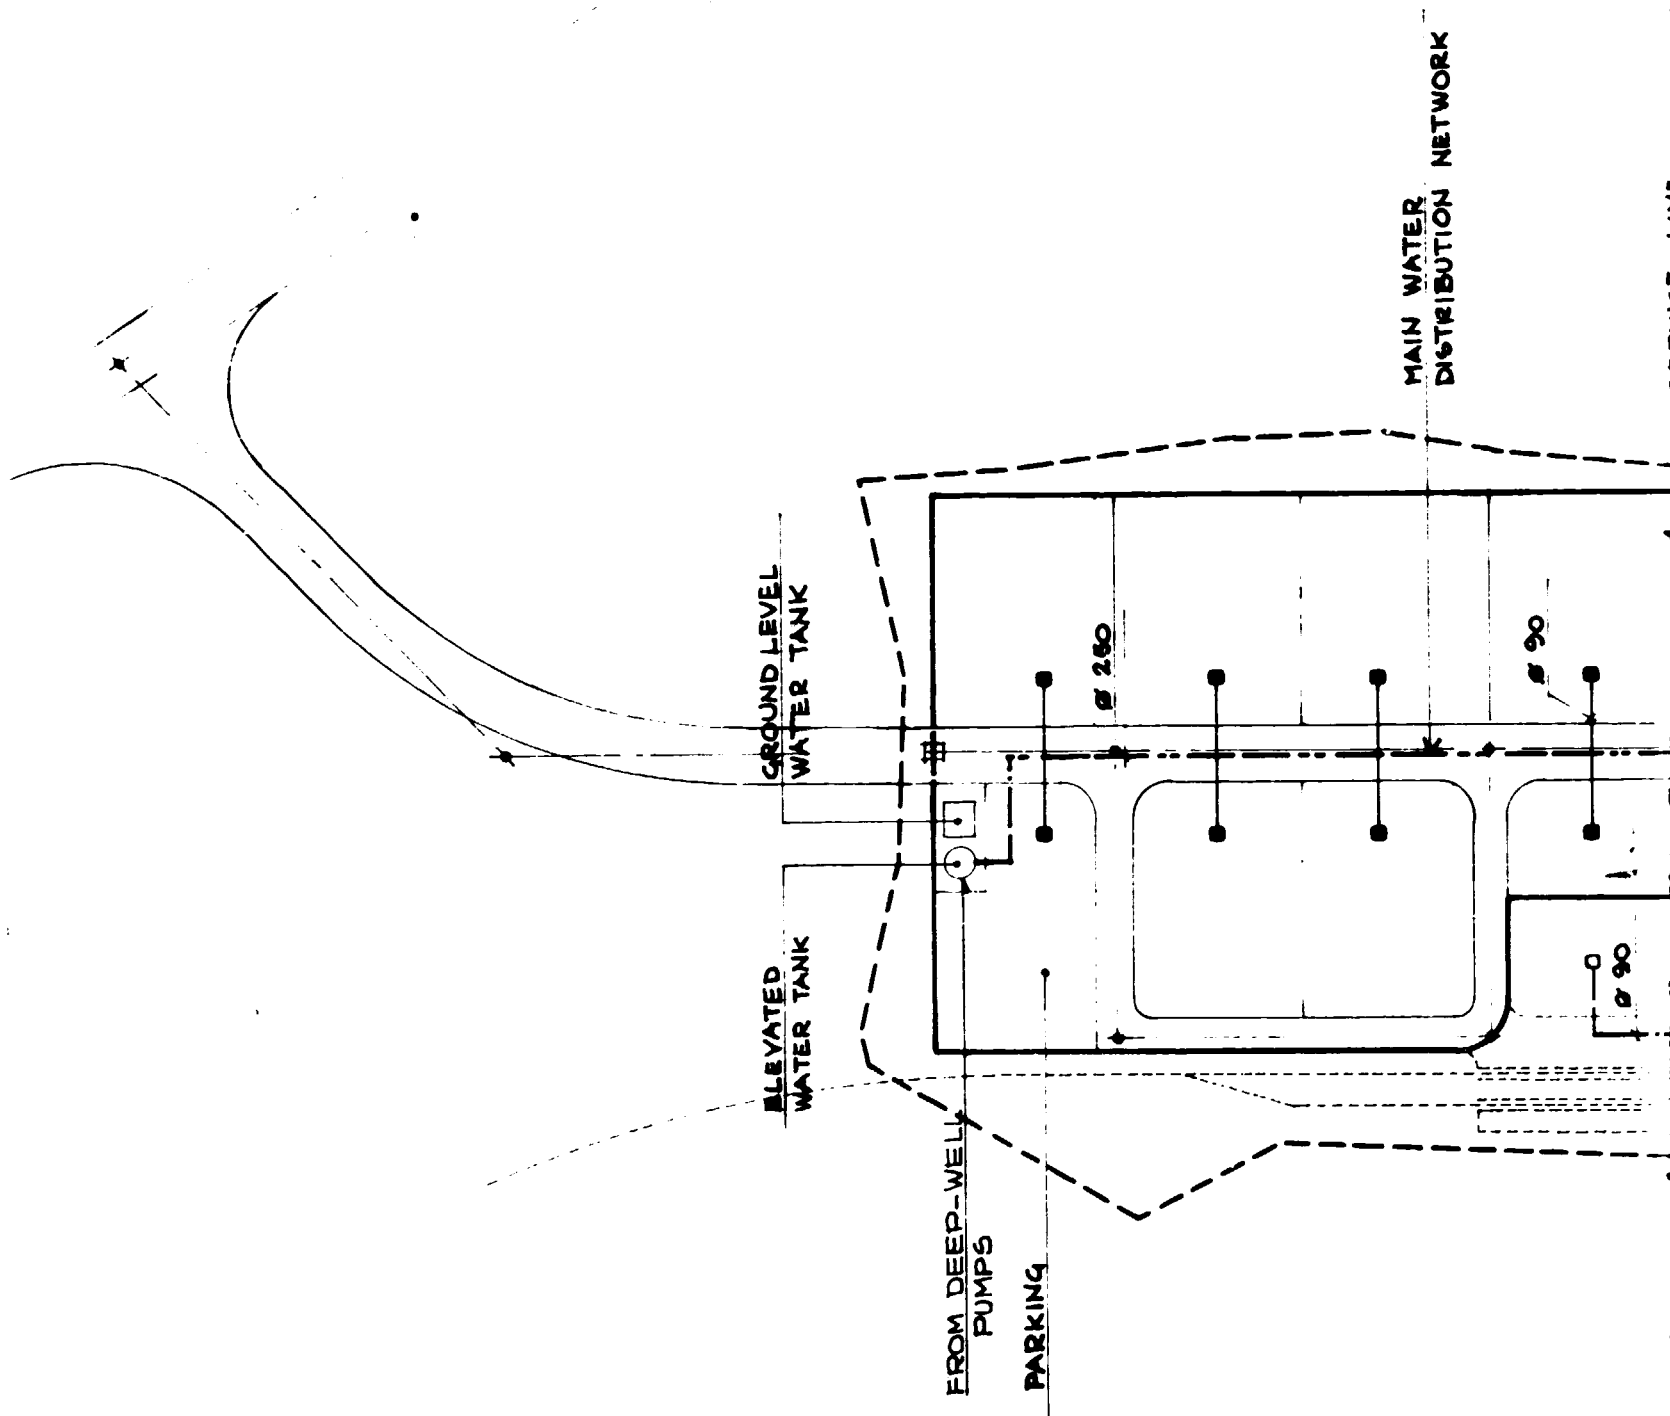 GROUND LEVEL
WATER TANK
ELEVATED
WATER TANK
FROM DEEP-WELL
PUMPS
PARKING
Ø 250
MAIN WATER
DISTRIBUTION NETWORK
Ø 90
Ø 90